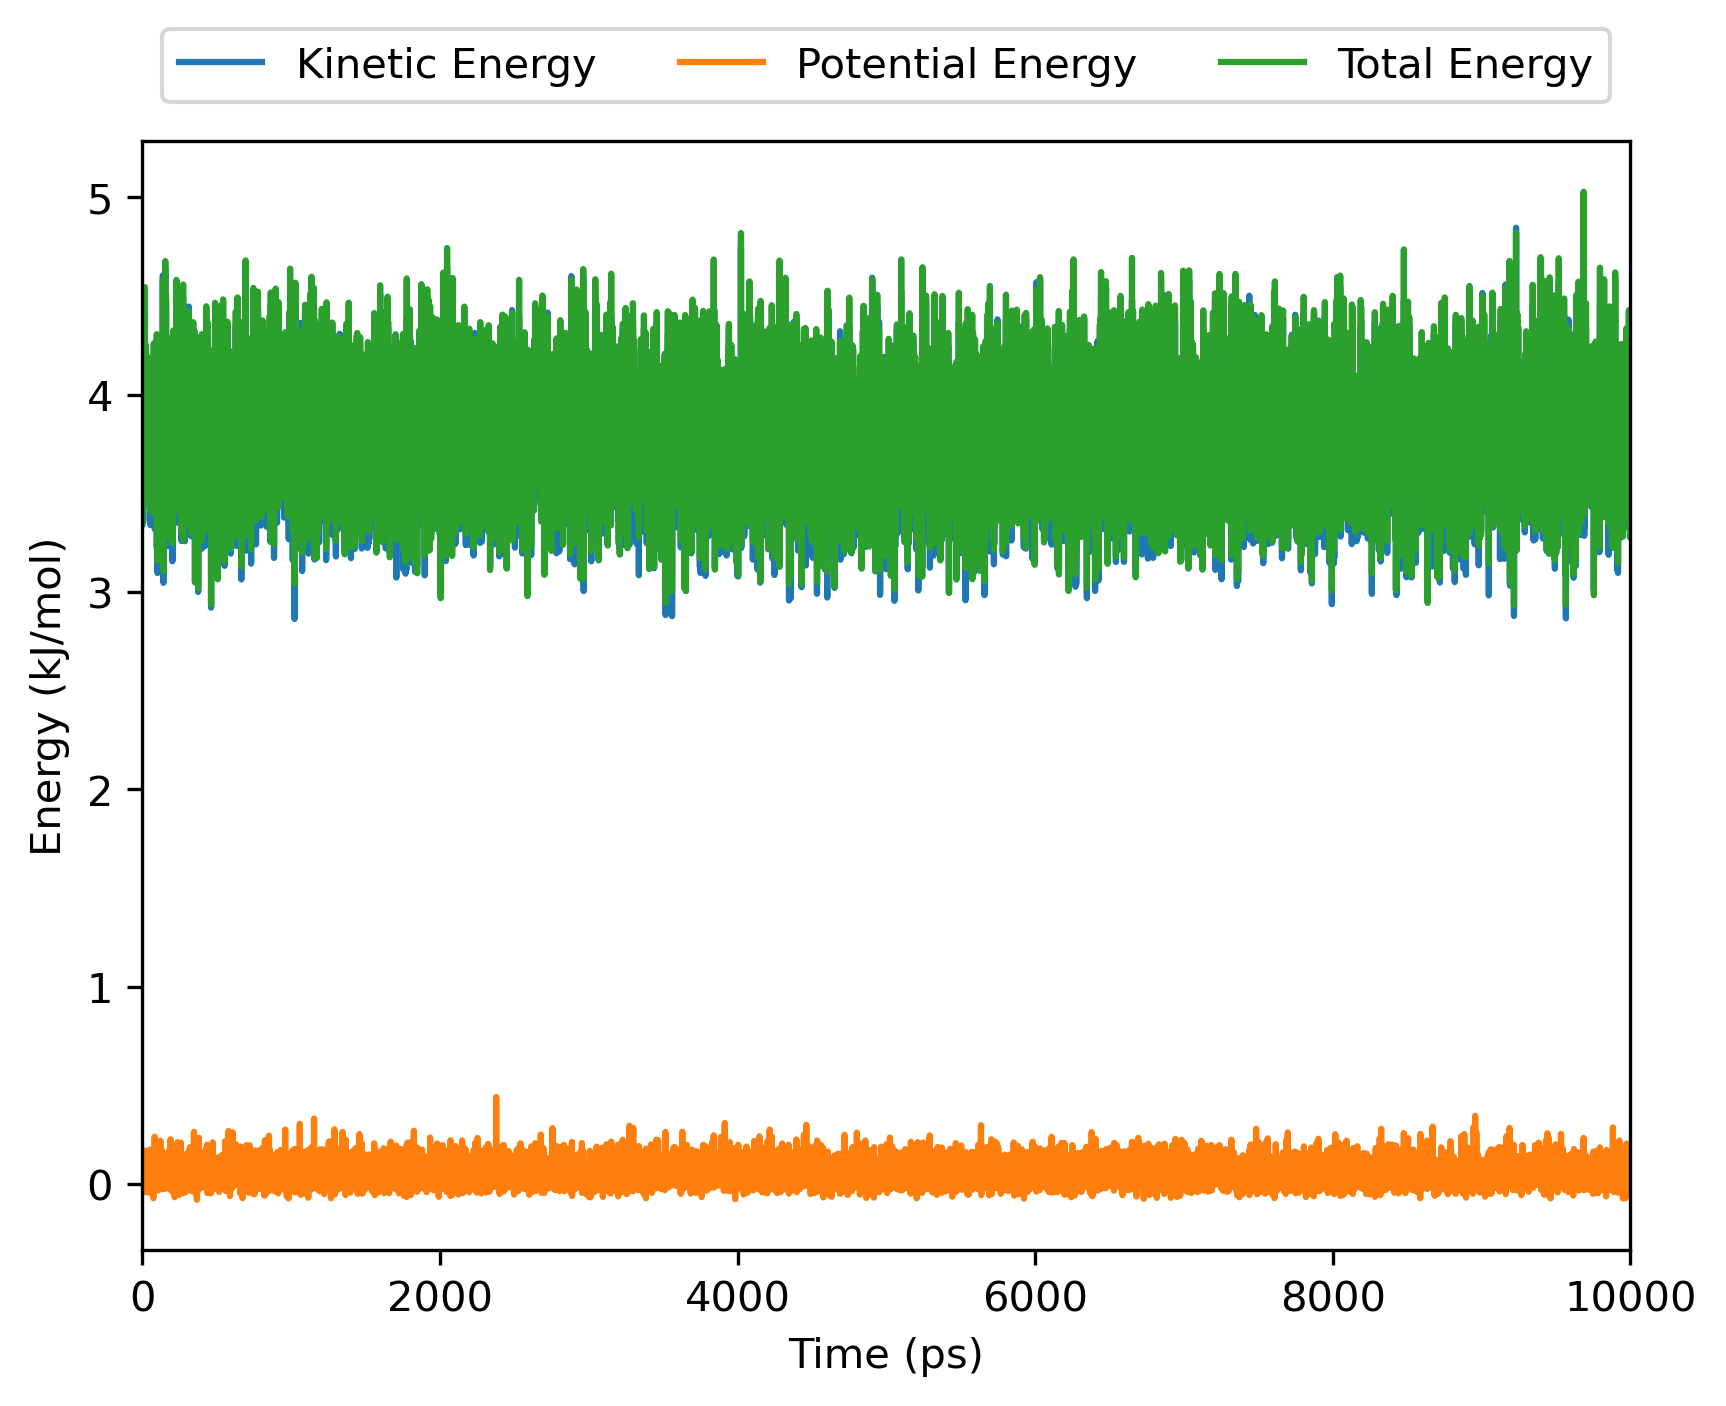 Kinetic Energy Potential Energy Total Energy
5
4
3
2
1
0
Energy (kJ/mol)
0 2000 4000 6000 8000 10000
Time (ps)